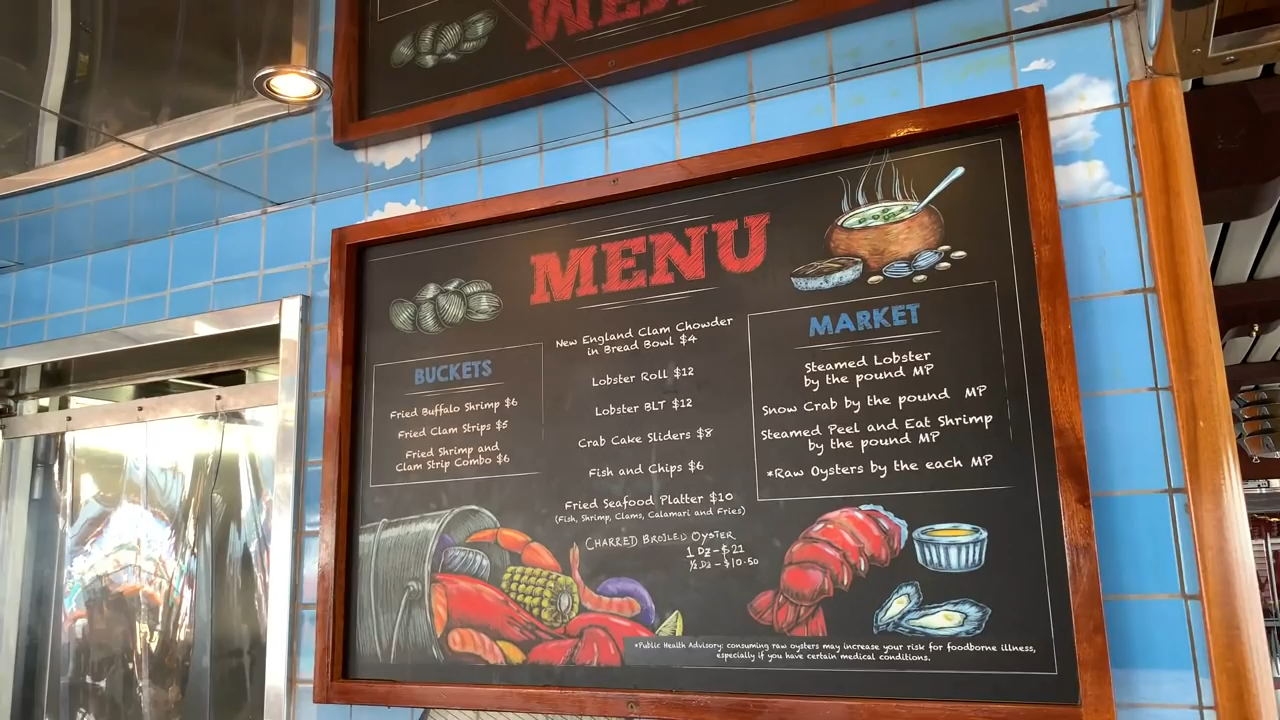 MENU
MENU
New England Clam Chowder
in Bread Bowl $4
Lobster Roll $12
Lobster BLT $12
Crab Cake Sliders $8
Fish and Chips $6
Fried Seafood Platter $10
(Fish, Shrimp, Clams, Calamari and Fries)
CHARRED BROILED OYSTER
1 DZ - $21
½ DZ - $10.50
BUCKETS
Fried Buffalo Shrimp $6
Fried Clam Strips $5
Fried Shrimp and
Clam Strip Combo $6
MARKET
Steamed Lobster
by the pound MP
Snow Crab by the pound MP
Steamed Peel and Eat Shrimp
by the pound MP
*Raw Oysters by the each MP
*Public Health Advisory: consuming raw oysters may increase your risk for foodborne illness,
especially if you have certain medical conditions.